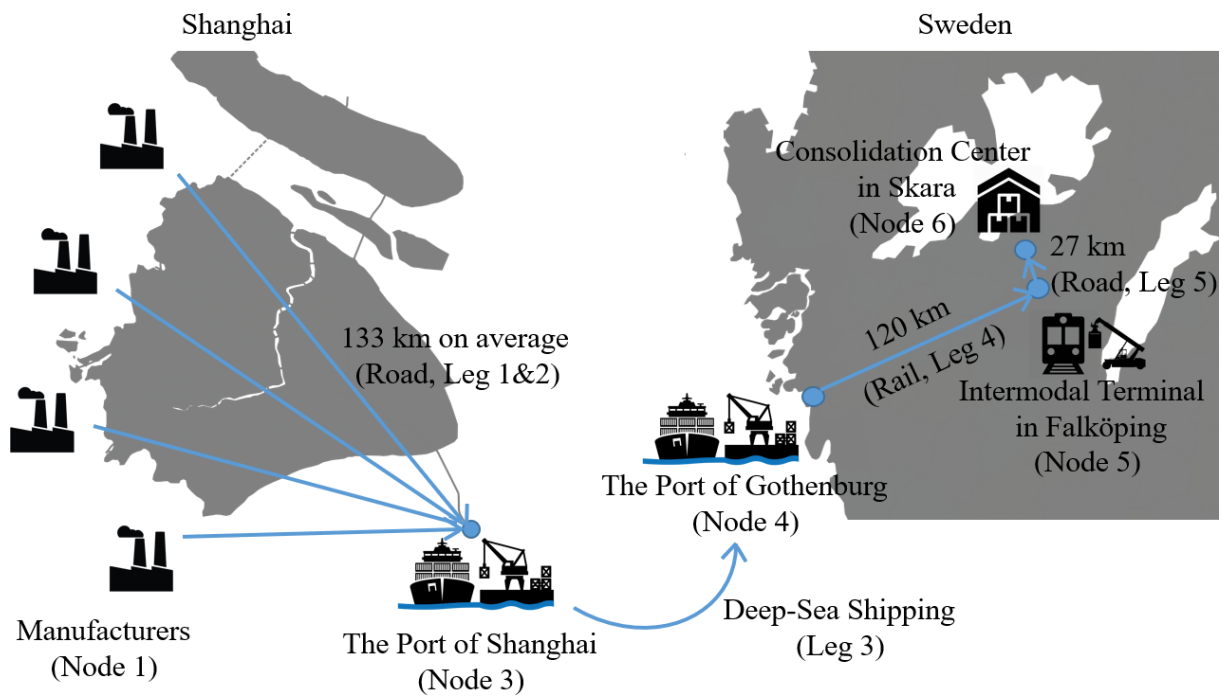 Shanghai
Sweden
Consolidation Center
in Skara
(Node 6)
27 km
(Road, Leg 5)
133 km on average
(Road, Leg 1&2)
120 km
(Rail, Leg 4)
Intermodal Terminal
in Falköping
(Node 5)
The Port of Gothenburg
(Node 4)
Deep-Sea Shipping
(Leg 3)
Manufacturers
(Node 1)
The Port of Shanghai
(Node 3)